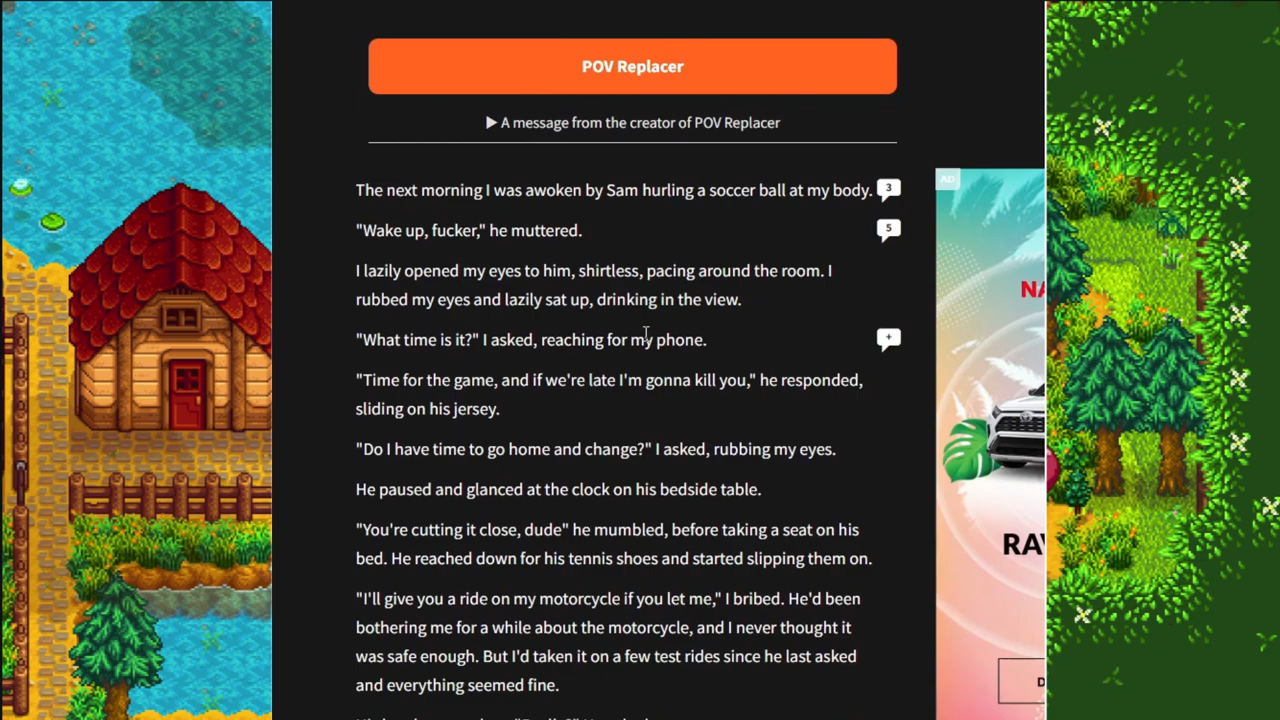 POV Replacer
▶ A message from the creator of POV Replacer
The next morning I was awoken by Sam hurling a soccer ball at my body. 3
"Wake up, fucker," he muttered. 5
I lazily opened my eyes to him, shirtless, pacing around the room. I
rubbed my eyes and lazily sat up, drinking in the view.
"What time is it?" I asked, reaching for my phone. +
"Time for the game, and if we're late I'm gonna kill you," he responded,
sliding on his jersey.
"Do I have time to go home and change?" I asked, rubbing my eyes.
He paused and glanced at the clock on his bedside table.
"You're cutting it close, dude" he mumbled, before taking a seat on his
bed. He reached down for his tennis shoes and started slipping them on.
"I'll give you a ride on my motorcycle if you let me," I bribed. He'd been
bothering me for a while about the motorcycle, and I never thought it
was safe enough. But I'd taken it on a few test rides since he last asked
and everything seemed fine.
AD
NA
RAV
D